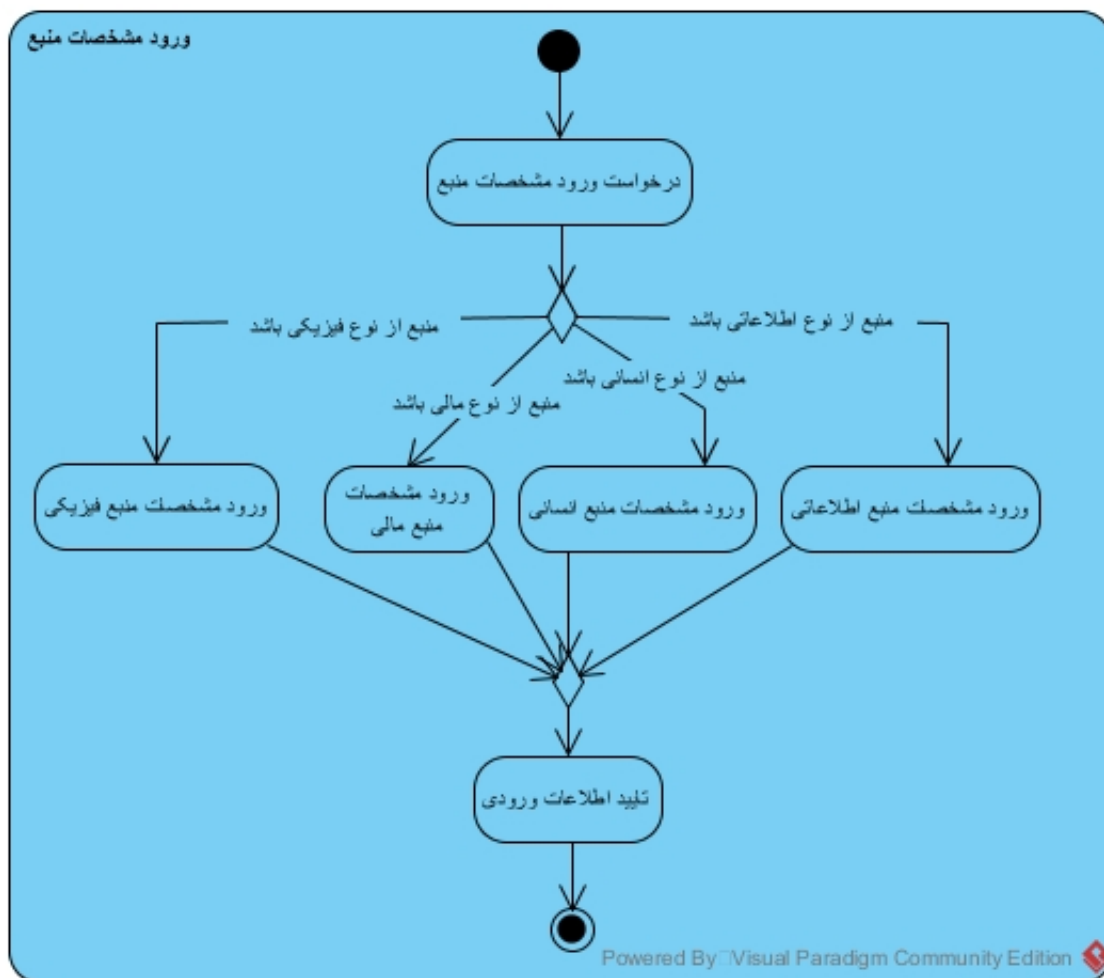 ورود مشخصات منبع
درخواست ورود مشخصات منبع
منبع از نوع اطلاعاتی باشد
منبع از نوع فیزیکی باشد
منبع از نوع انسانی باشد
منبع از نوع مالی باشد
ورود مشخصات منبع اطلاعاتی
ورود مشخصات منبع انسانی
ورود مشخصات
منبع مالی
ورود مشخصات منبع فیزیکی
تایید اطلاعات ورودی
Powered By Visual Paradigm Community Edition